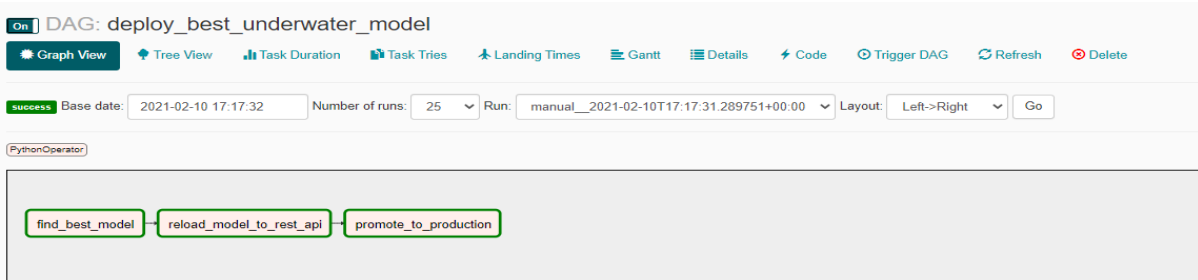 On DAG: deploy_best_underwater_model
Graph View Tree View Task Duration Task Tries Landing Times Gantt Details Code Trigger DAG Refresh Delete
success Base date: 2021-02-10 17:17:32 Number of runs: 25 Run: manual__2021-02-10T17:17:31.289751+00:00 Layout: Left->Right Go
PythonOperator
find_best_model reload_model_to_rest_api promote_to_production